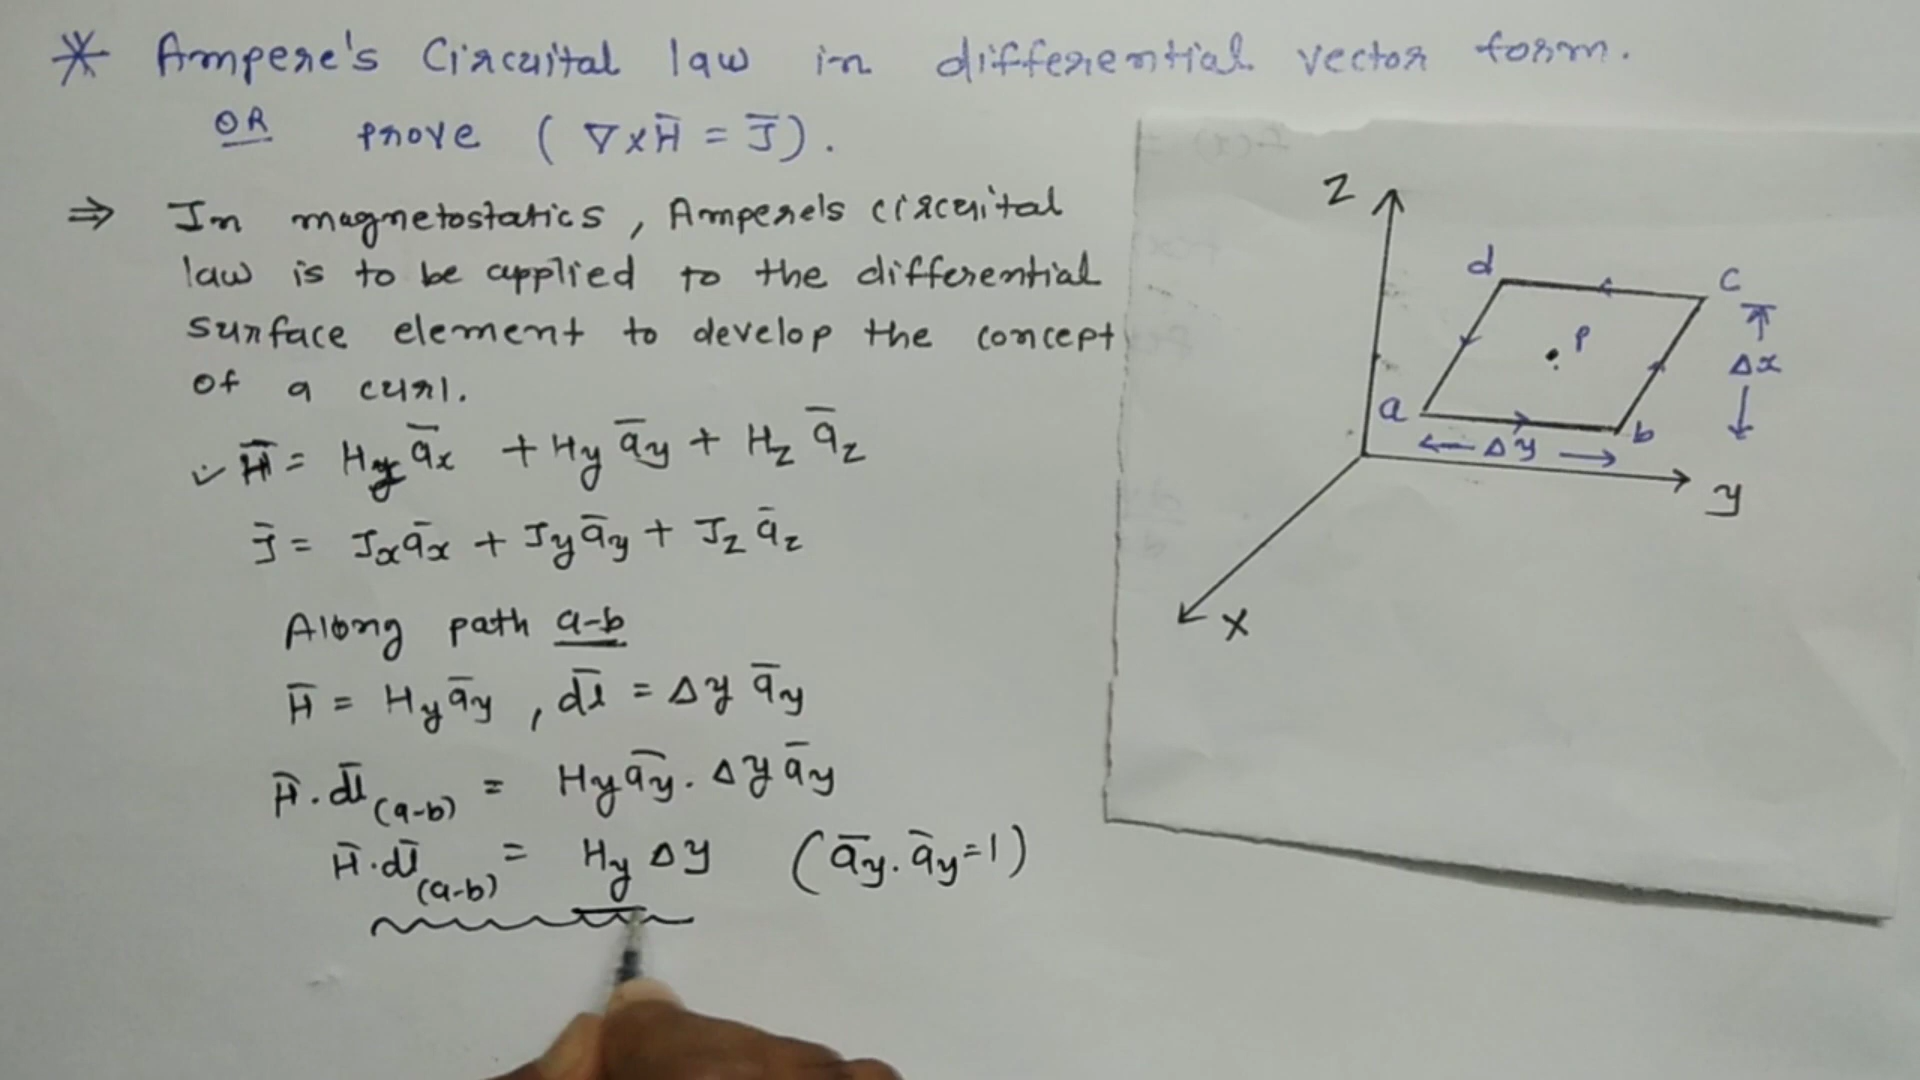 * Ampere's Circuital law in differential vector form.
OR prove ( ∇×H̄ = J̄ ).
⇒ In magnetostatics, Ampere's circuital
law is to be applied to the differential
surface element to develop the concept
of a curl.
H̄ = Hx āx + Hy āy + Hz āz
J̄ = Jx āx + Jy āy + Jz āz
Along path a-b
H̄ = Hy āy , dl̄ = Δy āy
H̄ . dl̄ (a-b) = Hy āy . Δy āy
H̄ . dl̄ (a-b) = Hy Δy (āy . āy = 1)
Z
d
c
P
Δx
a
b
Δy
y
X